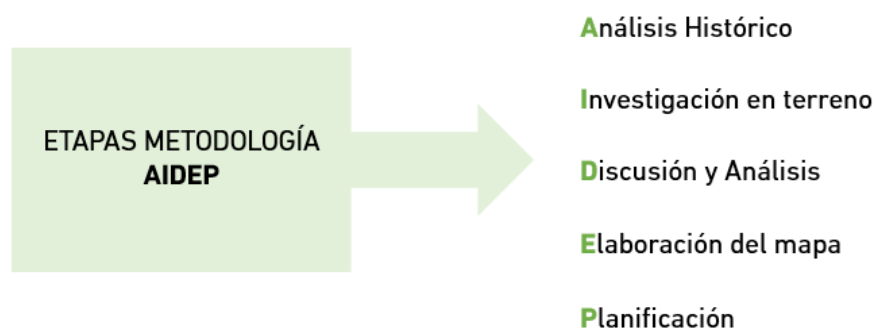 ETAPAS METODOLOGÍA
AIDEP
Análisis Histórico
Investigación en terreno
Discusión y Análisis
Elaboración del mapa
Planificación